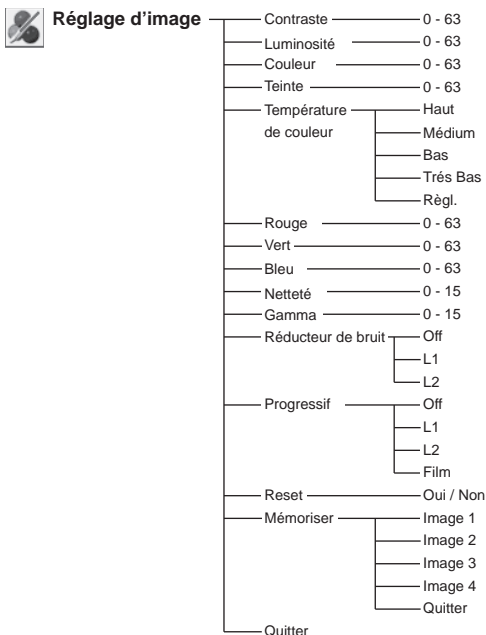 Réglage d’image Contraste 0 - 63
Luminosité 0 - 63
Couleur 0 - 63
Teinte 0 - 63
Température Haut
de couleur Médium
Bas
Trés Bas
Règl.
Rouge 0 - 63
Vert 0 - 63
Bleu 0 - 63
Netteté 0 - 15
Gamma 0 - 15
Réducteur de bruit Off
L1
L2
Progressif Off
L1
L2
Film
Reset Oui / Non
Mémoriser Image 1
Image 2
Image 3
Image 4
Quitter
Quitter